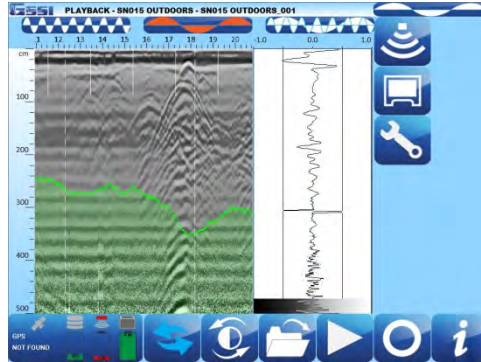 GSSI PLAYBACK - SN015 OUTDOORS - SN015 OUTDOORS_001
11 12 13 14 15 16 17 18 19 20 -1.0 0.0 1.0
cm
100
200
300
400
500
GPS
NOT FOUND
i